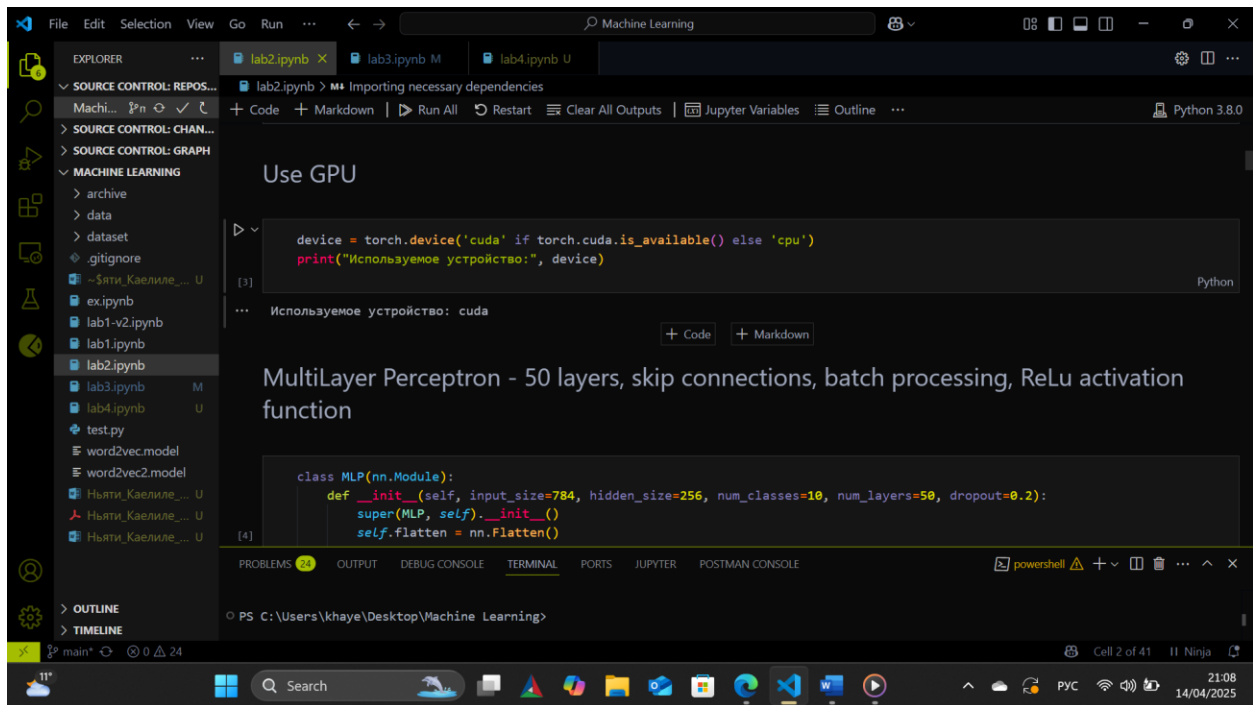 File Edit Selection View Go Run ··· Machine Learning
EXPLORER ···
SOURCE CONTROL: REPOS...
Machi...
SOURCE CONTROL: CHAN...
SOURCE CONTROL: GRAPH
MACHINE LEARNING
archive
data
dataset
.gitignore
~$яти_Каелиле_... U
ex.ipynb
lab1-v2.ipynb
lab1.ipynb
lab2.ipynb
lab3.ipynb M
lab4.ipynb U
test.py
word2vec.model
word2vec2.model
Ньяти_Каелиле_... U
Ньяти_Каелиле_... U
Ньяти_Каелиле_... U
OUTLINE
TIMELINE
6
lab2.ipynb lab3.ipynb M lab4.ipynb U
lab2.ipynb > M↓ Importing necessary dependencies
+ Code + Markdown | Run All Restart Clear All Outputs | Jupyter Variables Outline ··· Python 3.8.0
Use GPU
device = torch.device('cuda' if torch.cuda.is_available() else 'cpu')
print("Используемое устройство:", device)
[3] Python
··· Используемое устройство: cuda
+ Code + Markdown
MultiLayer Perceptron - 50 layers, skip connections, batch processing, ReLu activation
function
class MLP(nn.Module):
def __init__(self, input_size=784, hidden_size=256, num_classes=10, num_layers=50, dropout=0.2):
super(MLP, self).__init__()
self.flatten = nn.Flatten()
[4]
PROBLEMS 24 OUTPUT DEBUG CONSOLE TERMINAL PORTS JUPYTER POSTMAN CONSOLE powershell
PS C:\Users\khaye\Desktop\Machine Learning>
main* 0 24 Cell 2 of 41 Ninja
11° Search РУС 21:08
14/04/2025